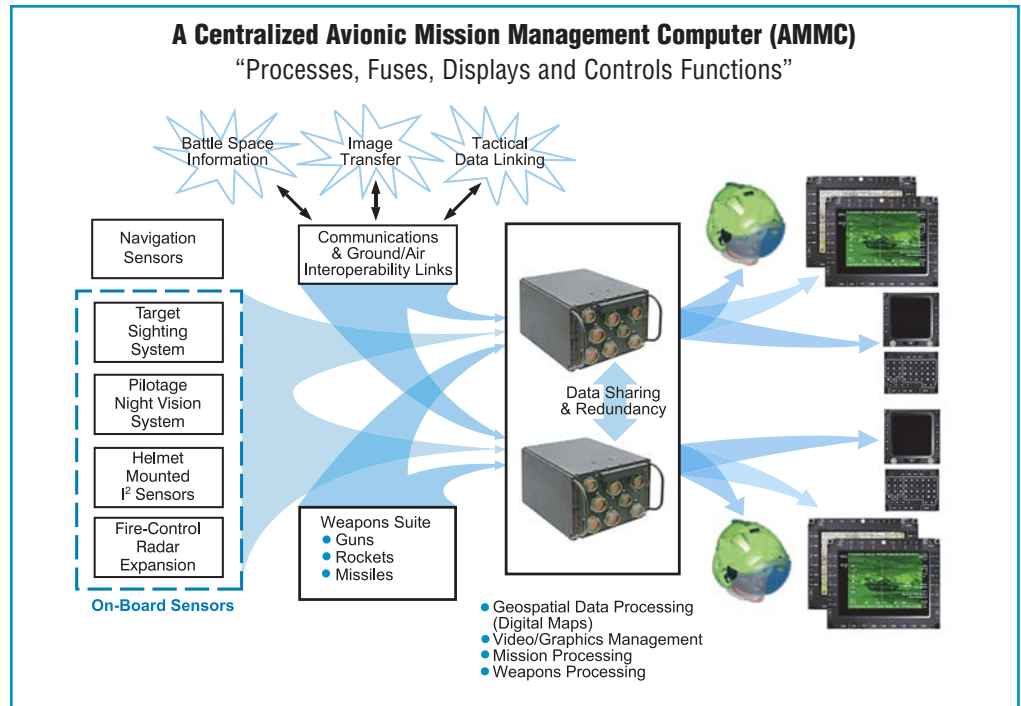 A Centralized Avionic Mission Management Computer (AMMC)
“Processes, Fuses, Displays and Controls Functions”
Battle Space
Information
Image
Transfer
Tactical
Data Linking
Navigation
Sensors
Communications
& Ground/Air
Interoperability Links
Target
Sighting
System
Pilotage
Night Vision
System
Helmet
Mounted
I² Sensors
Fire-Control
Radar
Expansion
On-Board Sensors
Weapons Suite
● Guns
● Rockets
● Missiles
Data Sharing
& Redundancy
● Geospatial Data Processing
(Digital Maps)
● Video/Graphics Management
● Mission Processing
● Weapons Processing